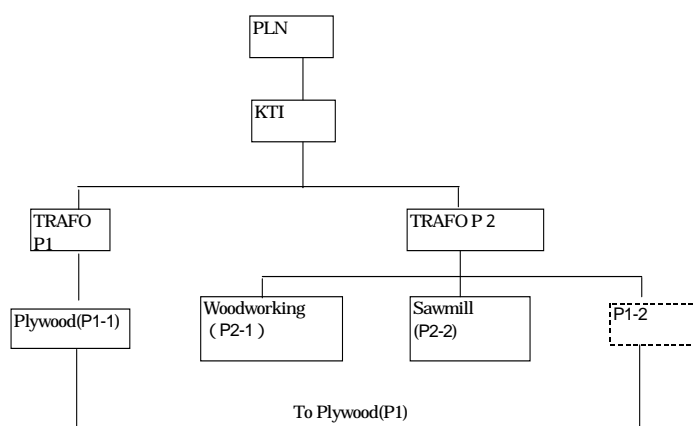 PLN
KTI
TRAFO
P1
TRAFO P 2
Plywood(P1-1)
Woodworking
( P2-1 )
Sawmill
(P2-2)
P1-2
To Plywood(P1)